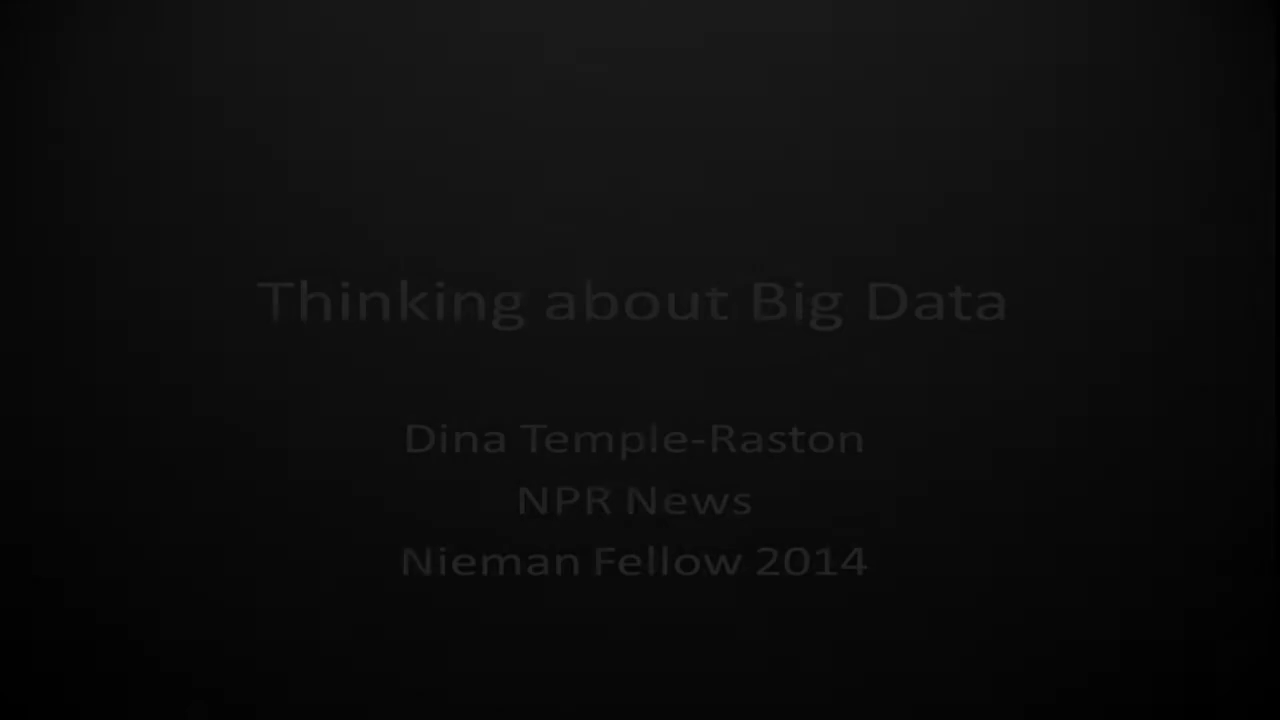 Thinking about Big Data
Dina Temple-Raston
NPR News
Nieman Fellow 2014